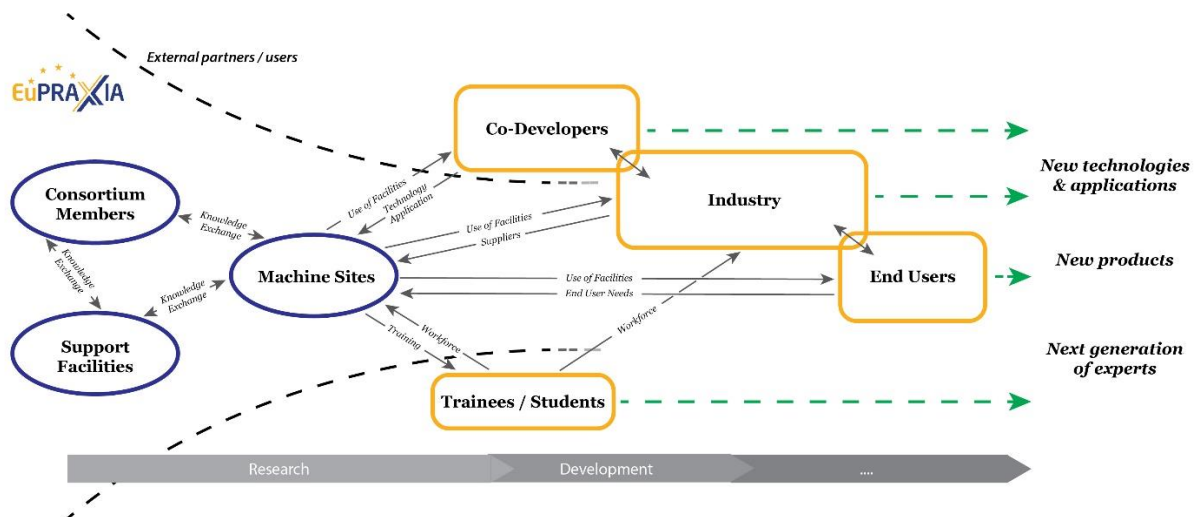 External partners / users
EuPRAXIA
Co-Developers
New technologies
& applications
Consortium
Members
Use of Facilities
Technology
Application
Industry
Knowledge
Exchange
Use of Facilities
Suppliers
Knowledge
Exchange
Machine Sites
Use of Facilities
End User Needs
End Users
New products
Knowledge
Exchange
Support
Facilities
Training
Workforce
Workforce
Next generation
of experts
Trainees / Students
Research
Development
....